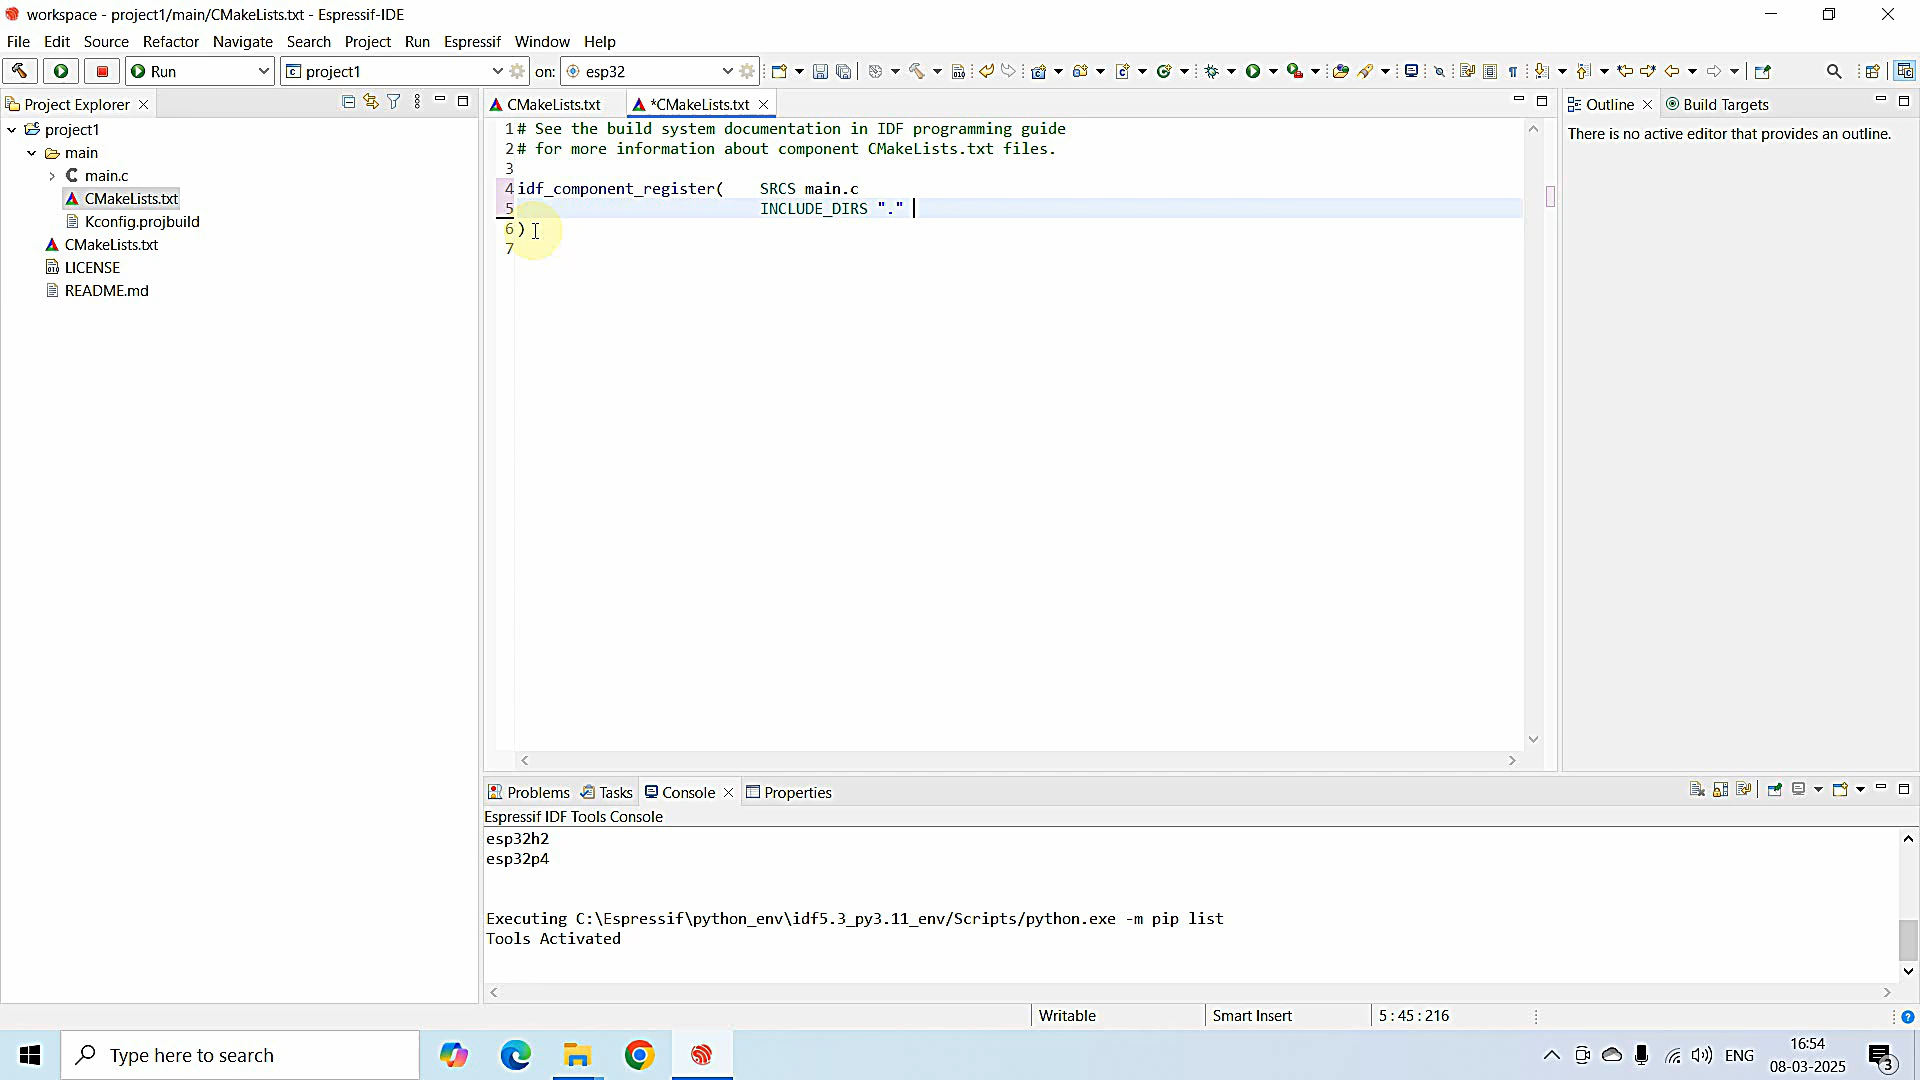 workspace - project1/main/CMakeLists.txt - Espressif-IDE
File Edit Source Refactor Navigate Search Project Run Espressif Window Help
Run project1 on: esp32
Project Explorer
project1
main
main.c
CMakeLists.txt
Kconfig.projbuild
CMakeLists.txt
LICENSE
README.md
CMakeLists.txt *CMakeLists.txt
1 # See the build system documentation in IDF programming guide
2 # for more information about component CMakeLists.txt files.
3
4 idf_component_register( SRCS main.c
5 INCLUDE_DIRS "."
6 )
7
Outline Build Targets
There is no active editor that provides an outline.
Problems Tasks Console Properties
Espressif IDF Tools Console
esp32h2
esp32p4
Executing C:\Espressif\python_env\idf5.3_py3.11_env/Scripts/python.exe -m pip list
Tools Activated
Writable Smart Insert 5 : 45 : 216
Type here to search
ENG
16:54
08-03-2025
3